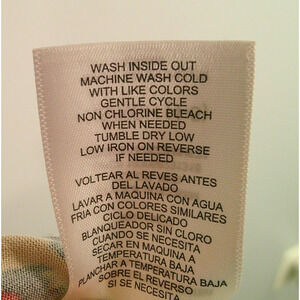 WASH INSIDE OUT
MACHINE WASH COLD
WITH LIKE COLORS
GENTLE CYCLE
NON CHLORINE BLEACH
WHEN NEEDED
TUMBLE DRY LOW
LOW IRON ON REVERSE
IF NEEDED
VOLTEAR AL REVES ANTES
DEL LAVADO
LAVAR A MAQUINA CON AGUA
FRIA CON COLORES SIMILARES
CICLO DELICADO
BLANQUEADOR SIN CLORO
CUANDO SE NECESITA
SECAR EN MAQUINA A
TEMPERATURA BAJA
PLANCHAR A TEMPERATURA BAJA
SOBRE EL REVERSO
SI SE NECESITA